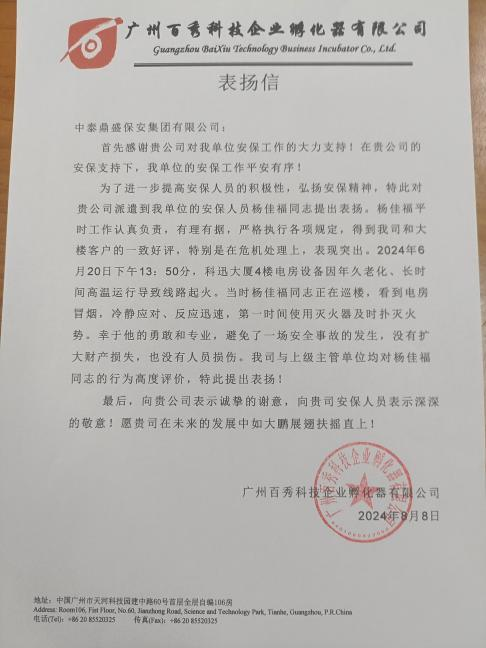 广州百秀科技企业孵化器有限公司
Guangzhou BaiXiu Technology Business Incubator Co., Ltd.
表扬信
中泰鼎盛保安集团有限公司：
首先感谢贵公司对我单位安保工作的大力支持！在贵公司的
安保支持下，我单位的安保工作平安有序！
为了进一步提高安保人员的积极性，弘扬安保精神，特此对
贵公司派遣到我单位的安保人员杨佳福同志提出表扬。杨佳福平
时工作认真负责，有理有据，严格执行各项规定，得到我司和大
楼客户的一致好评，特别是在危机处理上，表现突出。2024年6
月20日下午13：50分，科迅大厦4楼电房设备因年久老化、长时
间高温运行导致线路起火。当时杨佳福同志正在巡楼，看到电房
冒烟，冷静应对、反应迅速，第一时间使用灭火器及时扑灭火
势。幸于他的勇敢和专业，避免了一场安全事故的发生，没有扩
大财产损失，也没有人员损伤。我司与上级主管单位均对杨佳福
同志的行为高度评价，特此提出表扬！
最后，向贵公司表示诚挚的谢意，向贵司安保人员表示深深
的敬意！愿贵司在未来的发展中如大鹏展翅扶摇直上！
广州百秀科技企业孵化器有限公司
2024年8月8日
地址：中国广州市天河科技园建中路60号首层全层自编106房
Address: Room106, Fist Floor, No.60, Jianzhong Road, Science and Technology Park, Tianhe, Guangzhou, P.R.China
电话(Tel)：+86 20 85520325 传真(Fax)：+86 20 85520325